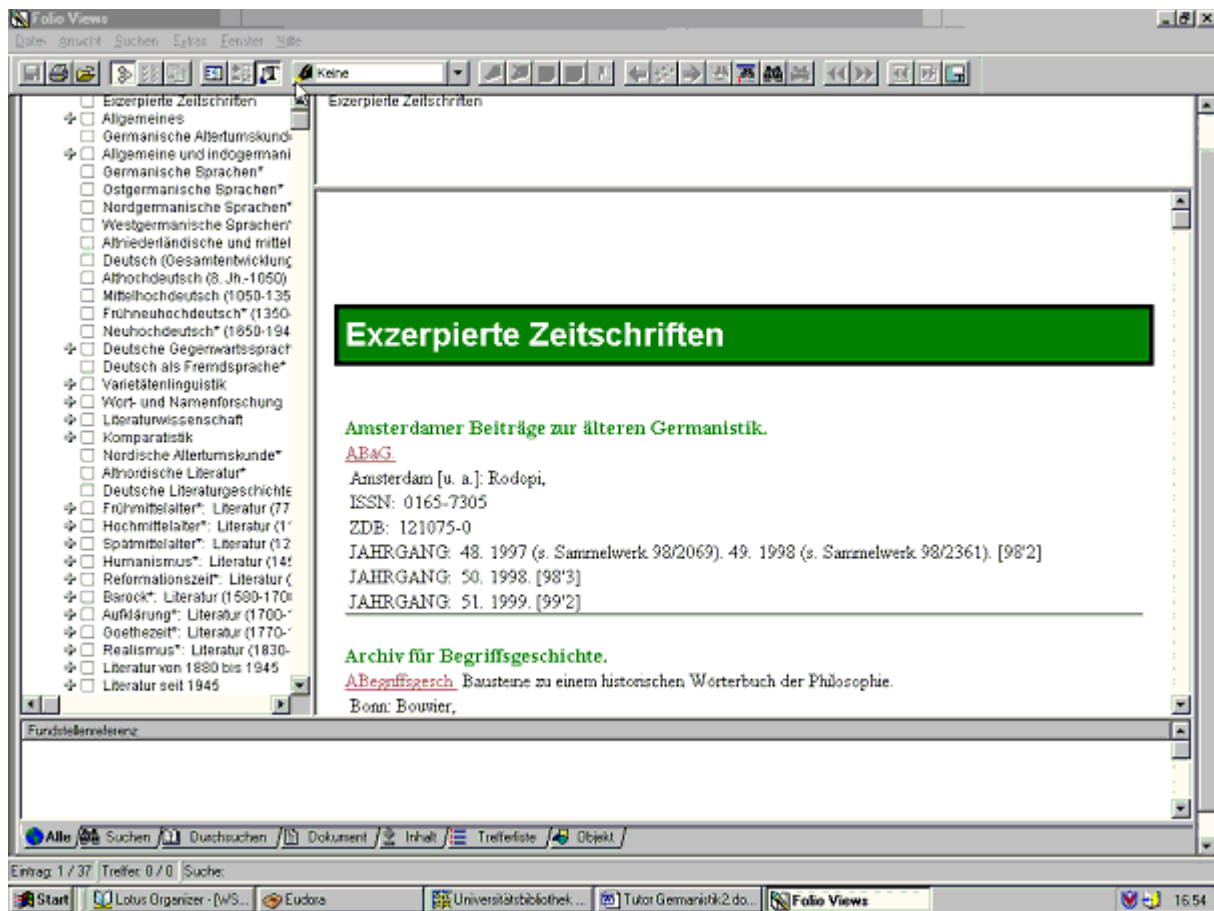 Folio Views
Datei Ansicht Suchen Extras Fenster Hilfe
Keine
Exzerpierte Zeitschriften
Allgemeines
Germanische Altertumskund
Allgemeine und indogermani
Germanische Sprachen*
Ostgermanische Sprachen*
Nordgermanische Sprachen*
Westgermanische Sprachen*
Altniederländische und mittel
Deutsch (Gesamtentwicklung
Althochdeutsch (8. Jh.-1050)
Mittelhochdeutsch (1050-135
Frühneuhochdeutsch* (1350-
Neuhochdeutsch* (1650-194
Deutsche Gegenwartssprach
Deutsch als Fremdsprache*
Varietätenlinguistik
Wort- und Namenforschung
Literaturwissenschaft
Komparatistik
Nordische Altertumskunde*
Altnordische Literatur*
Deutsche Literaturgeschichte
Frühmittelalter*: Literatur (77
Hochmittelalter*: Literatur (1
Spätmittelalter*: Literatur (12
Humanismus*: Literatur (145
Reformationszeit*: Literatur (
Barock*: Literatur (1580-170
Aufklärung*: Literatur (1700-
Goethezeit*: Literatur (1770-
Realismus*: Literatur (1830-
Literatur von 1880 bis 1945
Literatur seit 1945
Exzerpierte Zeitschriften
Exzerpierte Zeitschriften
Amsterdamer Beiträge zur älteren Germanistik.
ABäG.
Amsterdam [u. a.]: Rodopi,
ISSN: 0165-7305
ZDB: 121075-0
JAHRGANG: 48. 1997 (s. Sammelwerk 98/2069). 49. 1998 (s. Sammelwerk 98/2361). [98'2]
JAHRGANG: 50. 1998. [98'3]
JAHRGANG: 51. 1999. [99'2]
Archiv für Begriffsgeschichte.
ABegriffsgesch. Bausteine zu einem historischen Wörterbuch der Philosophie.
Bonn: Bouvier,
Fundstellenreferenz
Alle Suchen Durchsuchen Dokument Inhalt Trefferliste Objekt
Eintrag: 1 / 37 Treffer: 0 / 0 Suche:
Start Lotus Organizer - [WS... Eudora Universitätsbibliothek ... Tutor Germanistik2.do... Folio Views 16:54